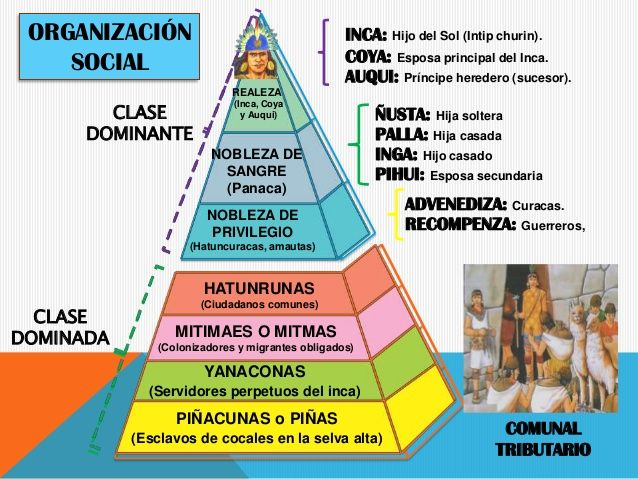 ORGANIZACIÓN
SOCIAL
INCA: Hijo del Sol (Intip churin).
COYA: Esposa principal del Inca.
AUQUI: Príncipe heredero (sucesor).
REALEZA
(Inca, Coya
y Auqui)
CLASE
DOMINANTE
ÑUSTA: Hija soltera
PALLA: Hija casada
INGA: Hijo casado
PIHUI: Esposa secundaria
NOBLEZA DE
SANGRE
(Panaca)
ADVENEDIZA: Curacas.
RECOMPENZA: Guerreros,
NOBLEZA DE
PRIVILEGIO
(Hatuncuracas, amautas)
HATUNRUNAS
(Ciudadanos comunes)
CLASE
DOMINADA
MITIMAES O MITMAS
(Colonizadores y migrantes obligados)
YANACONAS
(Servidores perpetuos del inca)
PIÑACUNAS o PIÑAS
(Esclavos de cocales en la selva alta)
COMUNAL
TRIBUTARIO